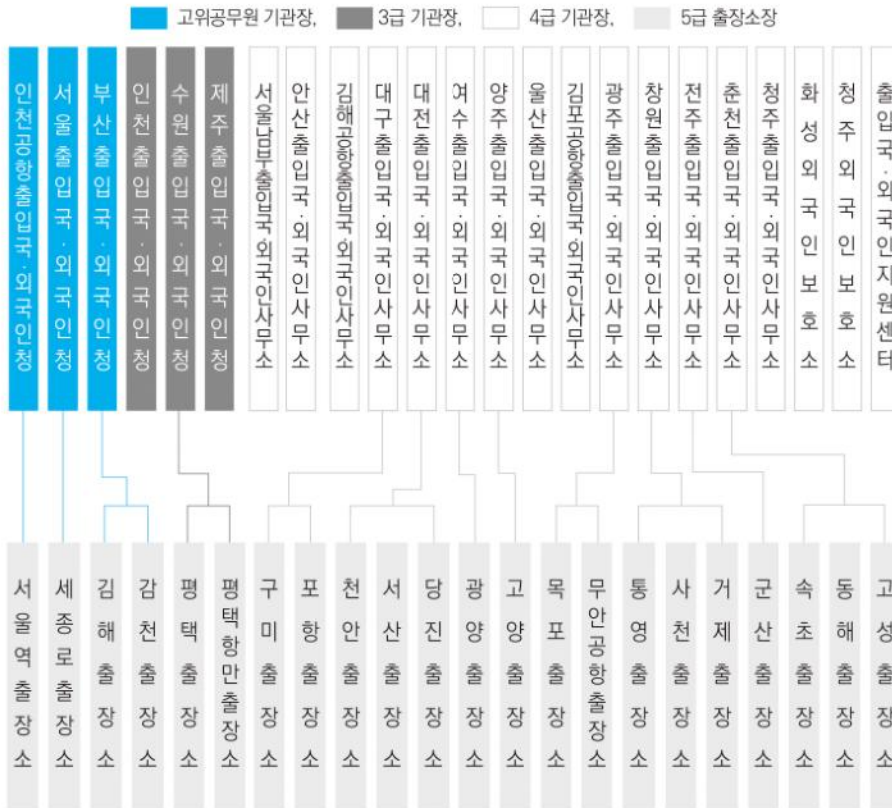 고위공무원 기관장, 3급 기관장, 4급 기관장, 5급 출장소장
인천공항출입국·외국인청
서울출입국·외국인청
부산출입국·외국인청
인천출입국·외국인청
수원출입국·외국인청
제주출입국·외국인청
서울남부출입국·외국인사무소
안산출입국·외국인사무소
김해공항출입국·외국인사무소
대구출입국·외국인사무소
대전출입국·외국인사무소
여수출입국·외국인사무소
양주출입국·외국인사무소
울산출입국·외국인사무소
김포공항출입국·외국인사무소
광주출입국·외국인사무소
창원출입국·외국인사무소
전주출입국·외국인사무소
춘천출입국·외국인사무소
청주출입국·외국인사무소
화성외국인보호소
청주외국인보호소
출입국·외국인지원센터
서울역출장소
세종로출장소
김해출장소
감천출장소
평택출장소
평택항만출장소
구미출장소
포항출장소
천안출장소
서산출장소
당진출장소
광양출장소
고양출장소
목포출장소
무안공항출장소
통영출장소
사천출장소
거제출장소
군산출장소
속초출장소
동해출장소
고성출장소